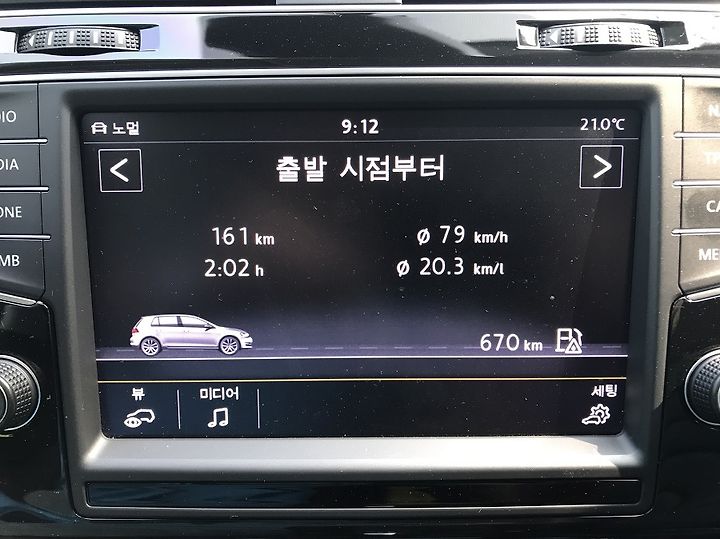 노멀 9:12 21.0℃
< 출발 시점부터 >
161 km Ø 79 km/h
2:02 h Ø 20.3 km/l
670 km
뷰 미디어 세팅